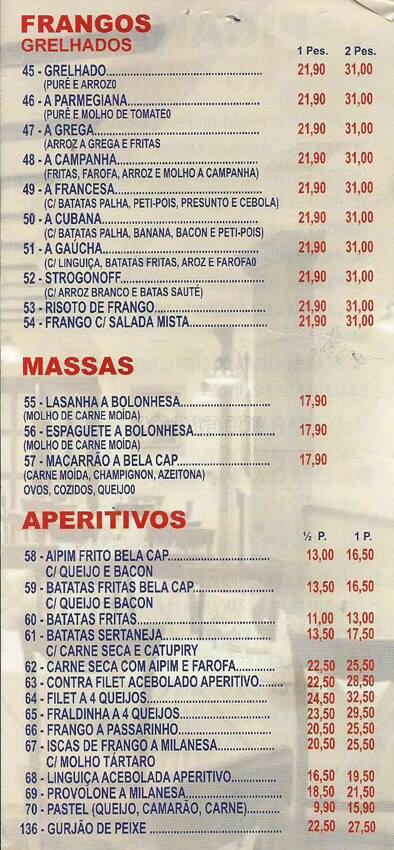 FRANGOS
GRELHADOS
1 Pes. 2 Pes.
45 - GRELHADO........................................ 21,90 31,00
(PURÊ E ARROZ0
46 - A PARMEGIANA.................................. 21,90 31,00
(PURÊ E MOLHO DE TOMATE0
47 - A GREGA........................................... 21,90 31,00
ARROZ A GREGA E FRITAS
48 - A CAMPANHA..................................... 21,90 31,00
(FRITAS, FAROFA, ARROZ E MOLHO A CAMPANHA)
49 - A FRANCESA...................................... 21,90 31,00
(C/ BATATAS PALHA, PETI-POIS, PRESUNTO E CEBOLA)
50 - A CUBANA......................................... 21,90 31,00
(C/ BATATAS PALHA, BANANA, BACON E PETI-POIS)
51 - A GAÚCHA......................................... 21,90 31,00
(C/ LINGUIÇA, BATATAS FRITAS, AROZ E FAROFA0
52 - STROGONOFF.................................... 21,90 31,00
(C/ ARROZ BRANCO E BATAS SAUTÉ)
53 - RISOTO DE FRANGO............................ 21,90 31,00
54 - FRANGO C/ SALADA MISTA.................... 21,90 31,00
MASSAS
55 - LASANHA A BOLONHESA....................... 17,90
(MOLHO DE CARNE MOÍDA)
56 - ESPAGUETE A BOLONHESA.................... 17,90
(MOLHO DE CARNE MOÍDA)
57 - MACARRÃO A BELA CAP........................ 17,90
(CARNE MOÍDA, CHAMPIGNON, AZEITONA)
OVOS, COZIDOS, QUEIJO0
APERITIVOS
½ P. 1 P.
58 - AIPIM FRITO BELA CAP.......................... 13,00 16,50
C/ QUEIJO E BACON
59 - BATATAS FRITAS BELA CAP..................... 13,50 16,50
C/ QUEIJO E BACON
60 - BATATAS FRITAS.................................. 11,00 13,00
61 - BATATAS SERTANEJA............................ 13,50 17,50
C/ CARNE SECA E CATUPIRY
62 - CARNE SECA COM AIPIM E FAROFA............ 22,50 25,50
63 - CONTRA FILET ACEBOLADO APERITIVO........ 22,50 28,50
64 - FILET A 4 QUEIJOS............................... 24,50 32,50
65 - FRALDINHA A 4 QUEIJOS........................ 23,50 29,50
66 - FRANGO A PASSARINHO......................... 20,50 25,50
67 - ISCAS DE FRANGO A MILANESA................. 20,50 25,50
C/ MOLHO TÁRTARO
68 - LINGUIÇA ACEBOLADA APERITIVO.............. 16,50 19,50
69 - PROVOLONE A MILANESA....................... 18,50 21,50
70 - PASTEL (QUEIJO, CAMARÃO, CARNE)........... 9,90 15,90
136 - GURJÃO DE PEIXE .............................. 22,50 27,50